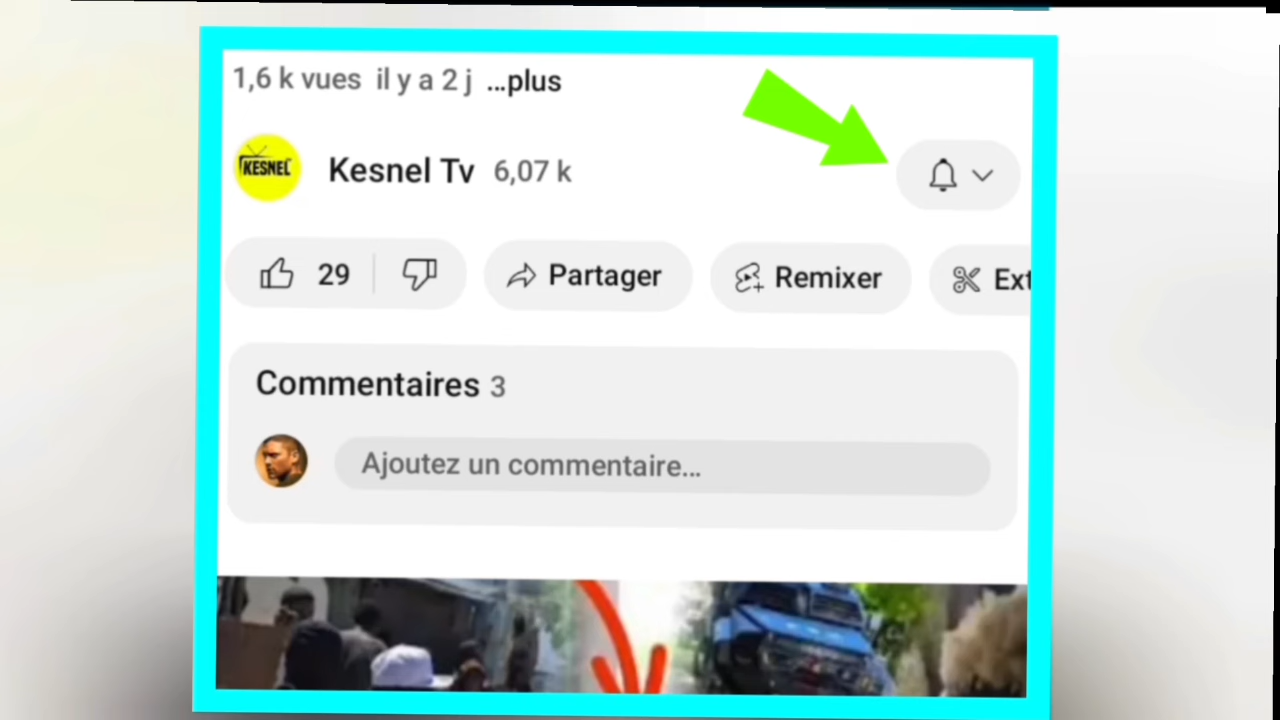 1,6 k vues il y a 2 j ...plus
KESNEL
Kesnel Tv 6,07 k
29 Partager Remixer Ext
Commentaires 3
Ajoutez un commentaire...